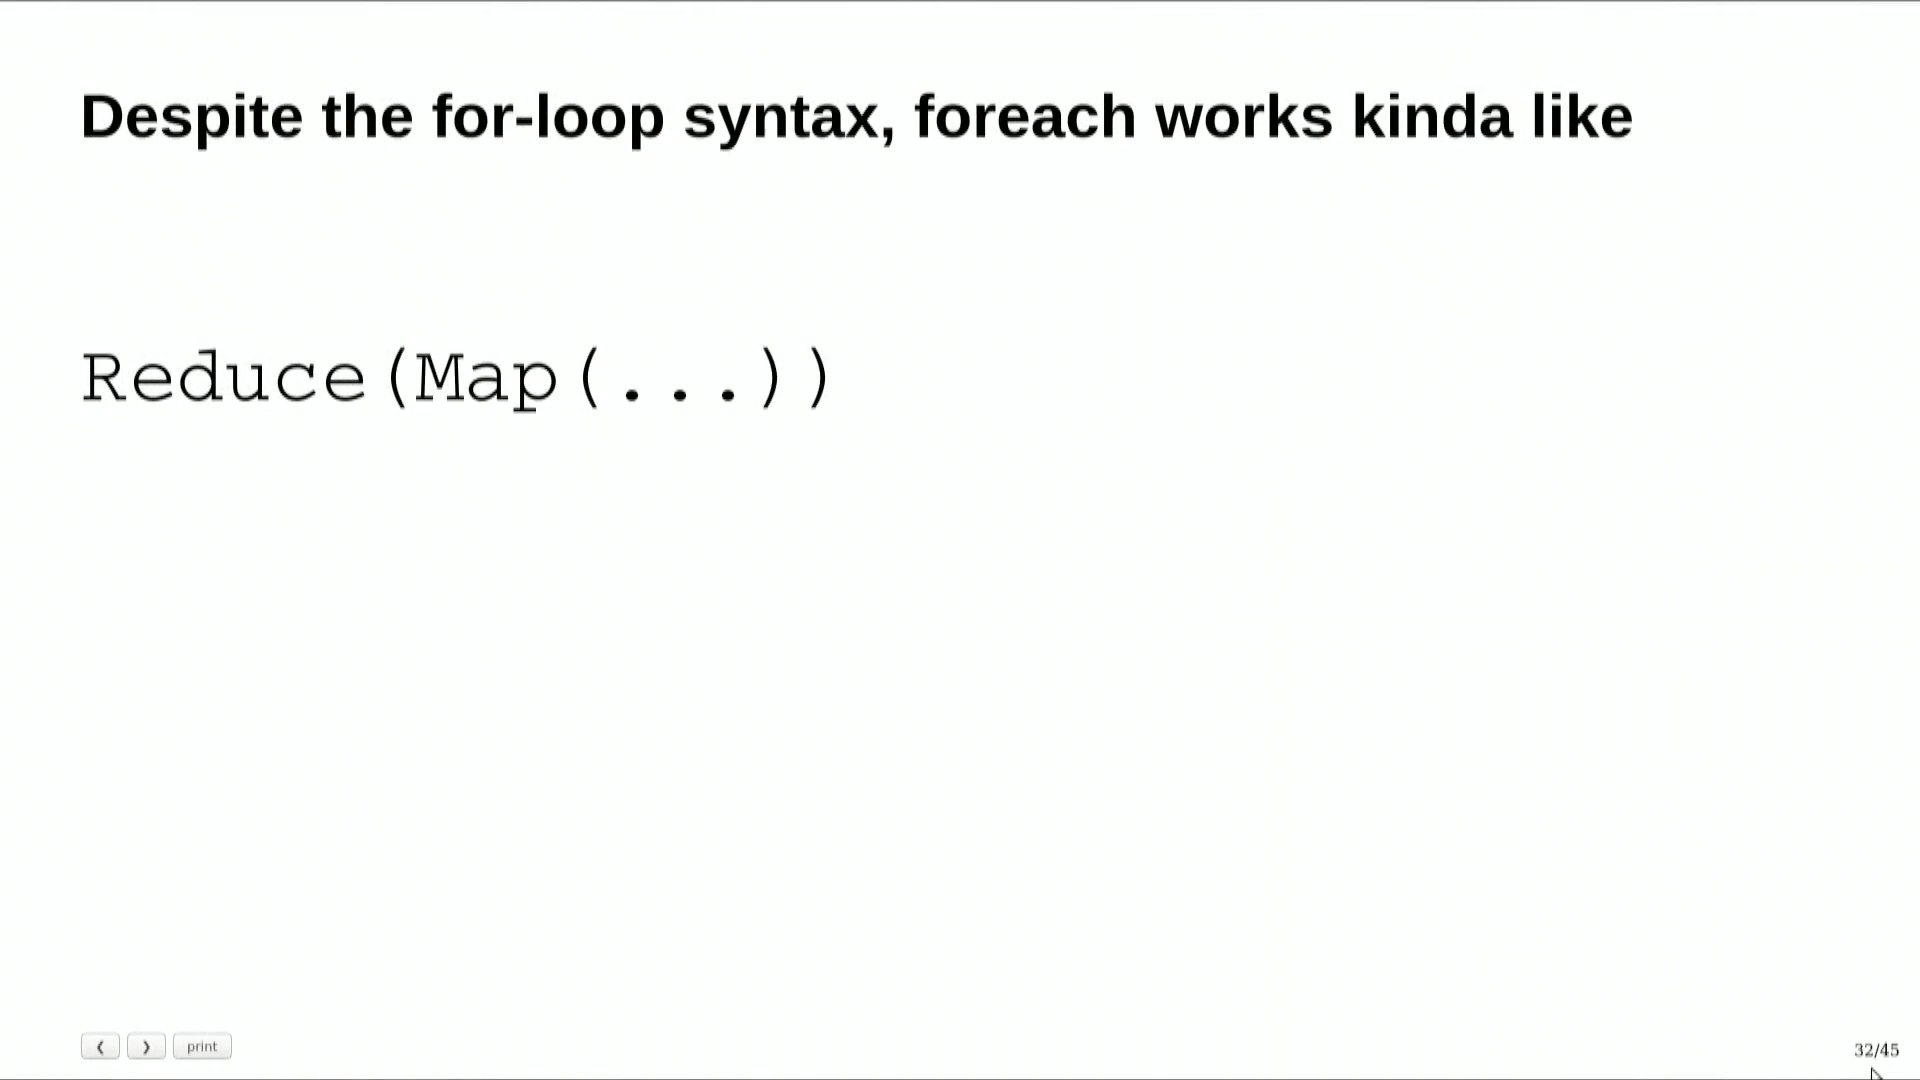 Despite the for-loop syntax, foreach works kinda like
Reduce(Map(...))
❮ ❯ print
32/45